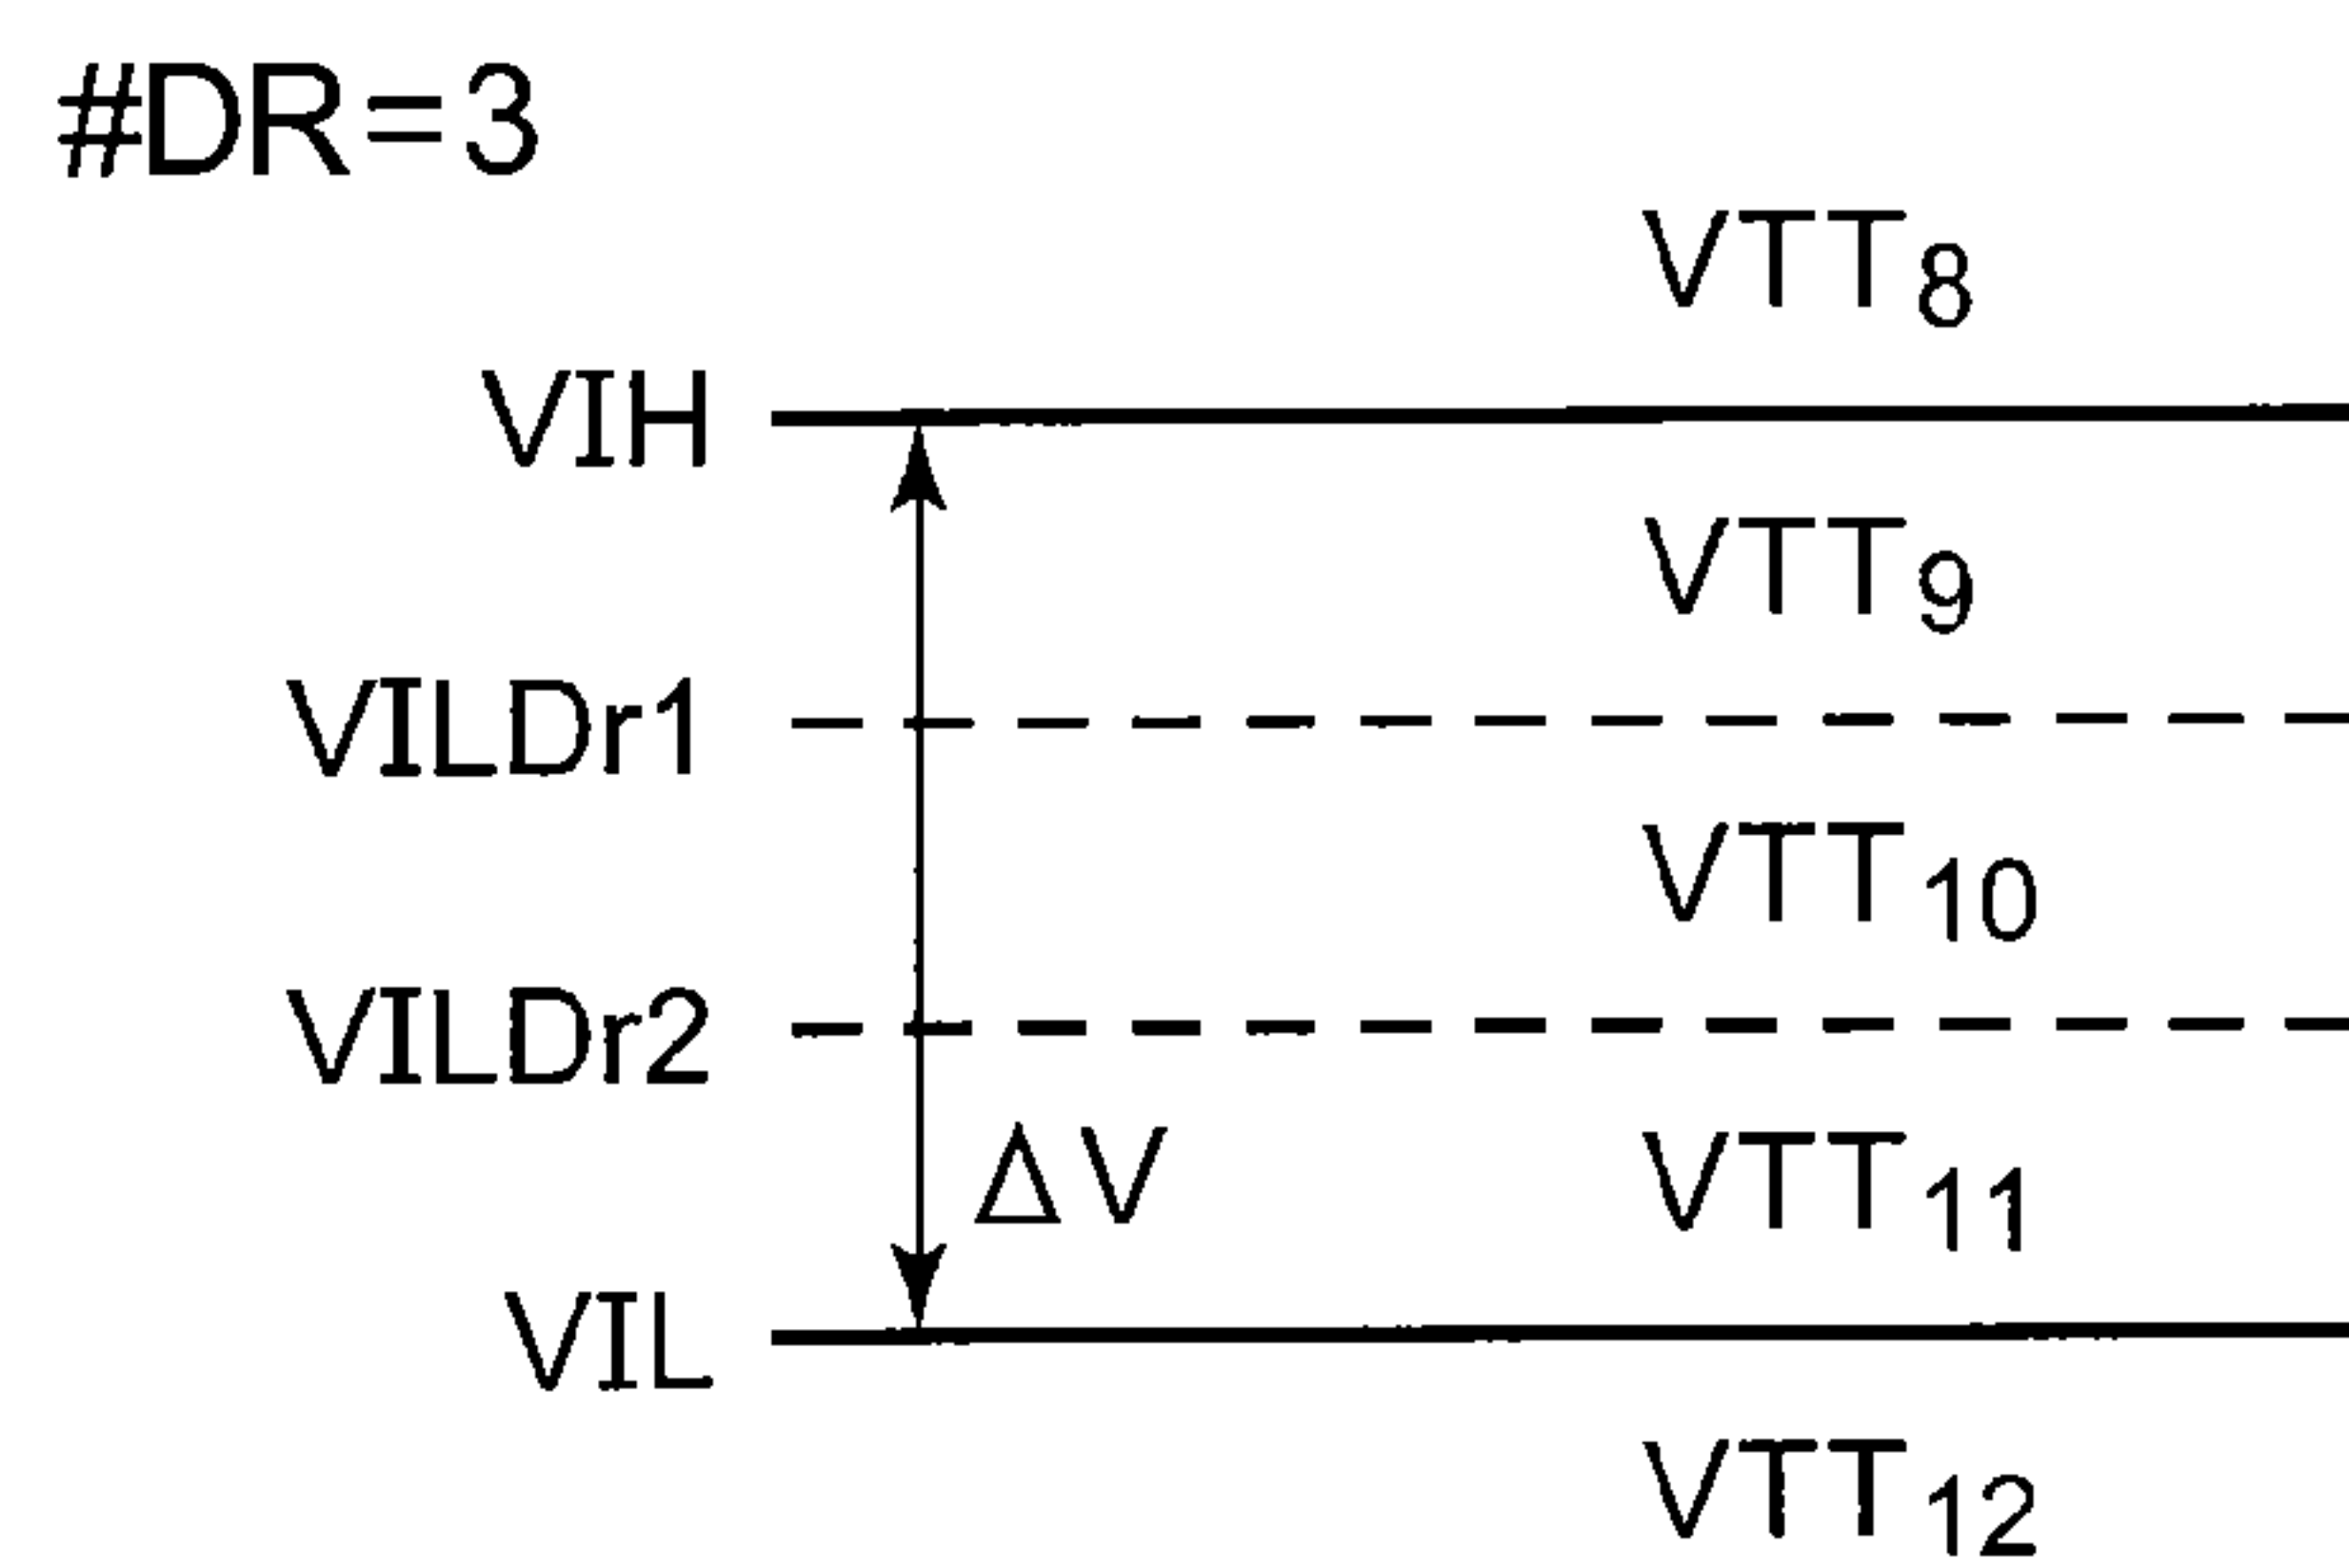 #DR=3
VTT8
VIH
VTT9
VILDr1
VTT10
VILDr2
ΔV
VTT11
VIL
VTT12